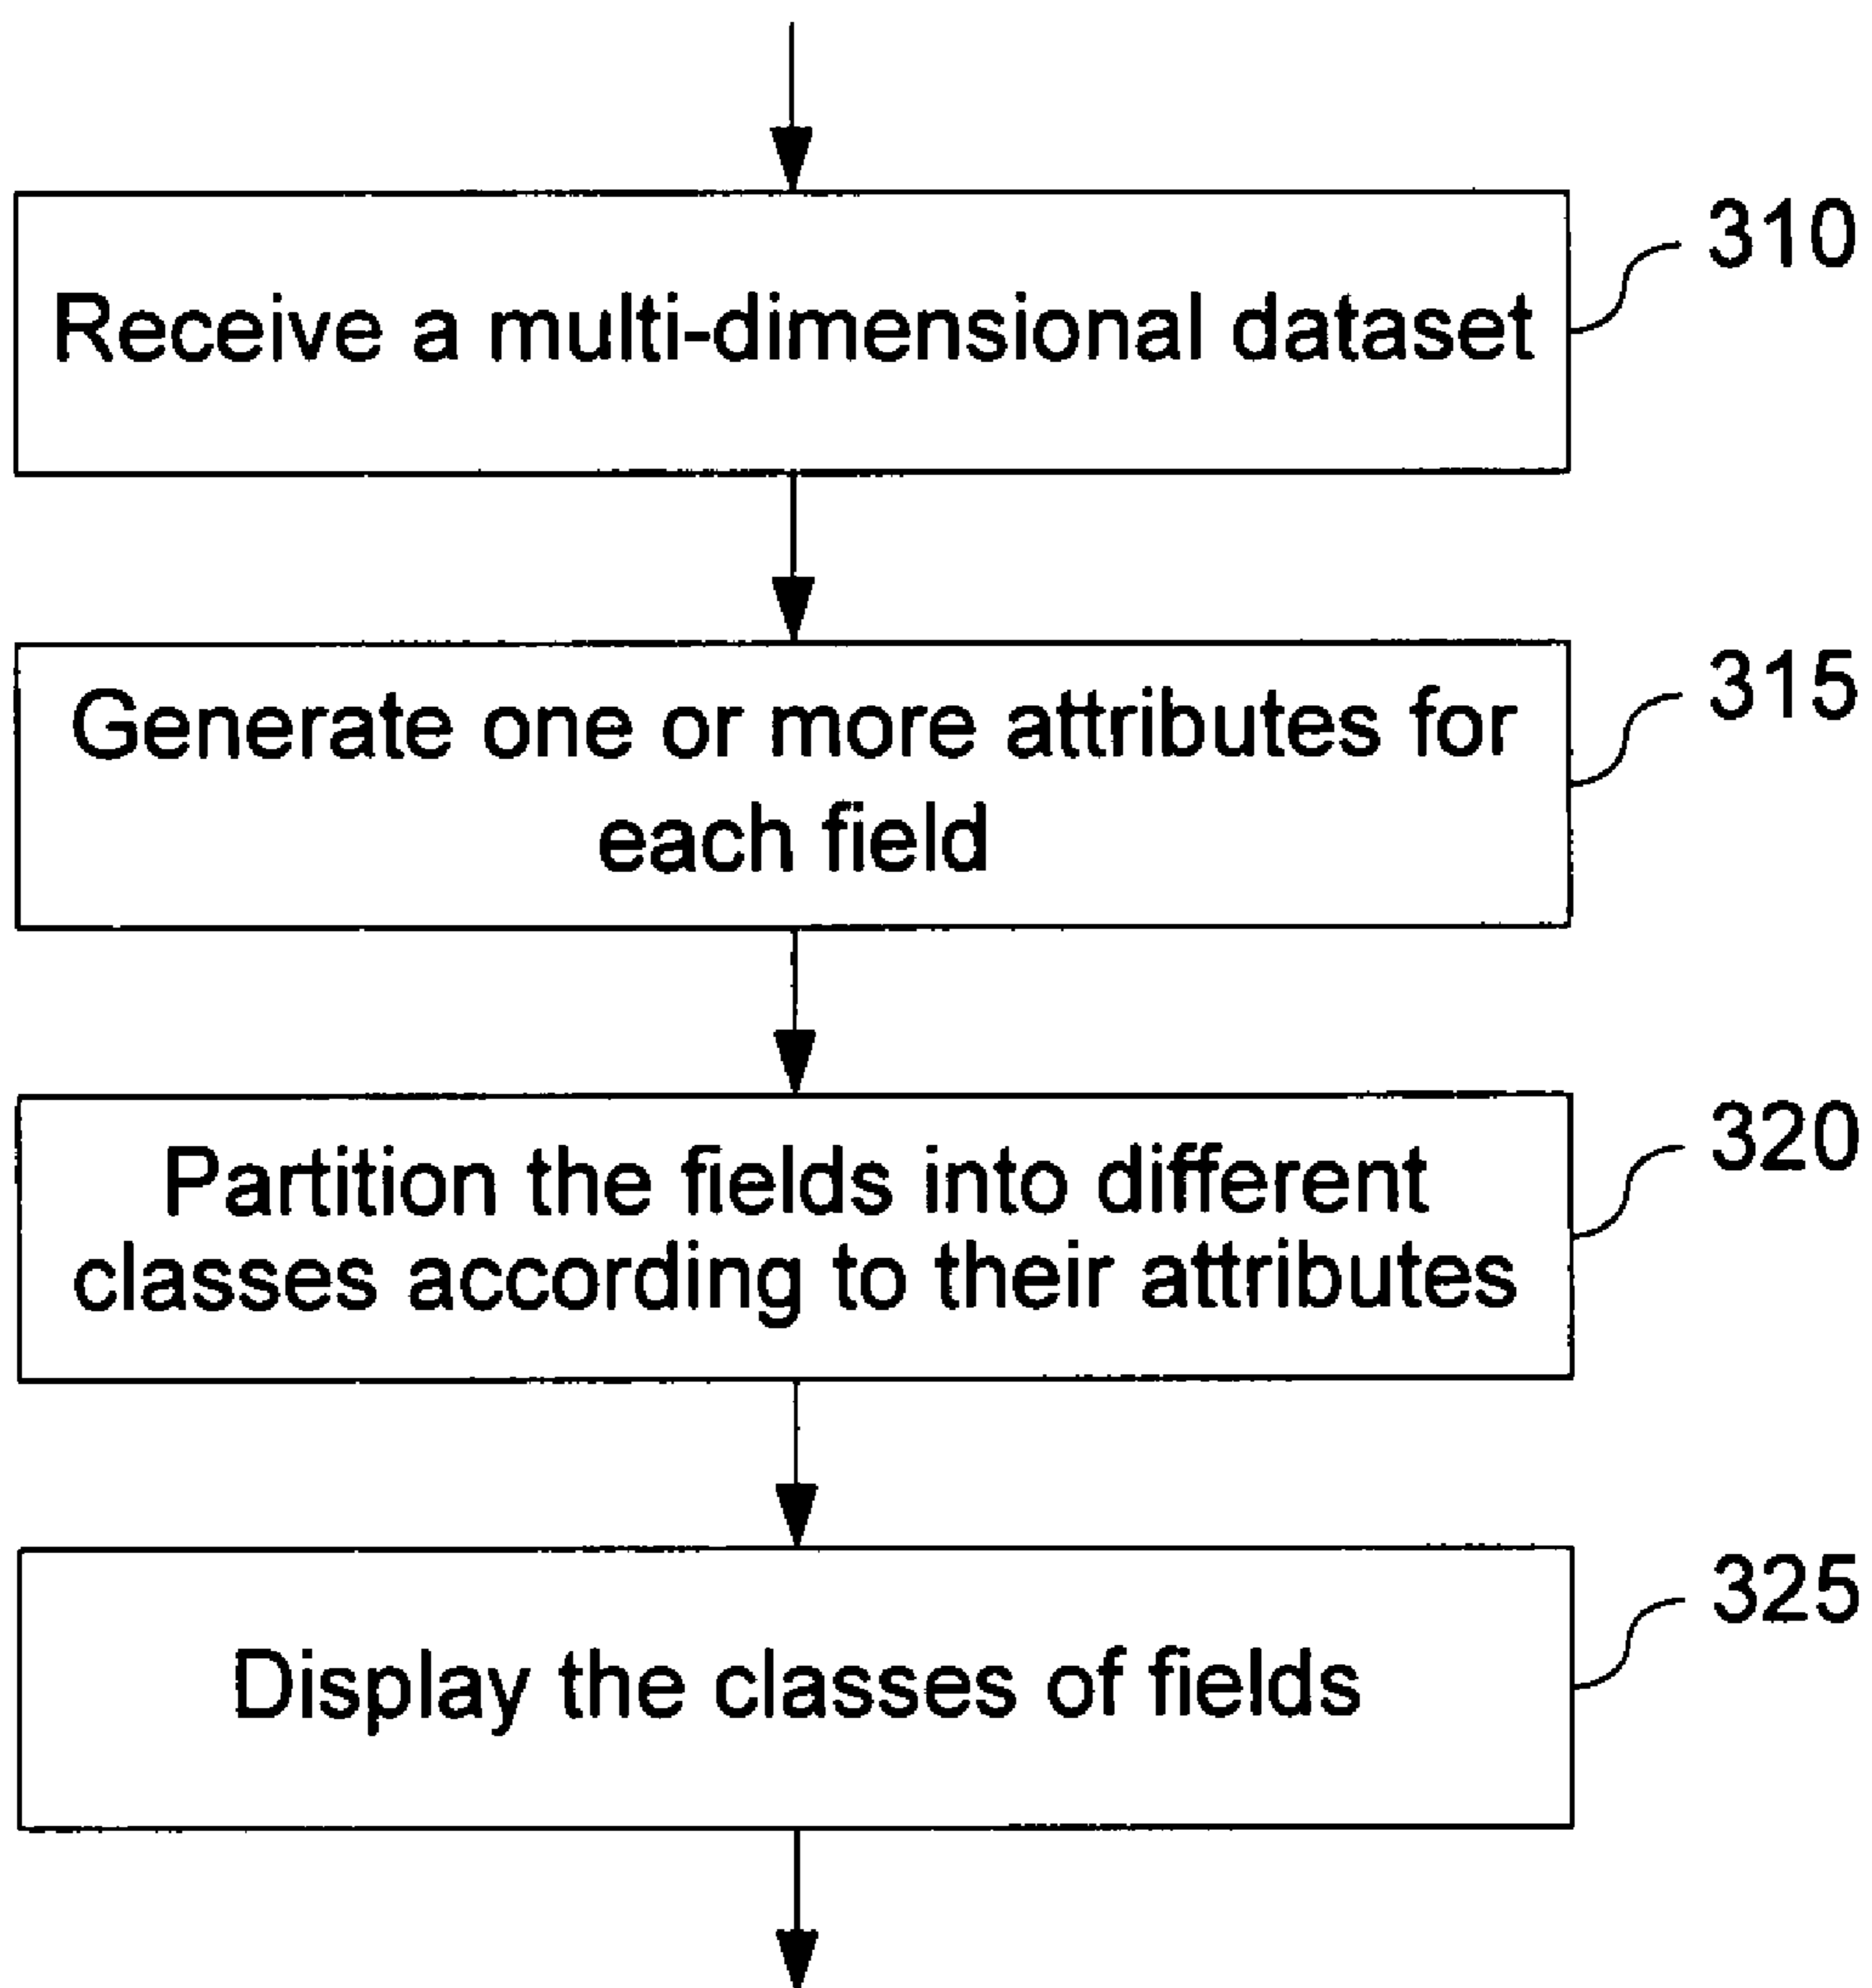 310
Receive a multi-dimensional dataset
315
Generate one or more attributes for
each field
320
Partition the fields into different
classes according to their attributes
325
Display the classes of fields